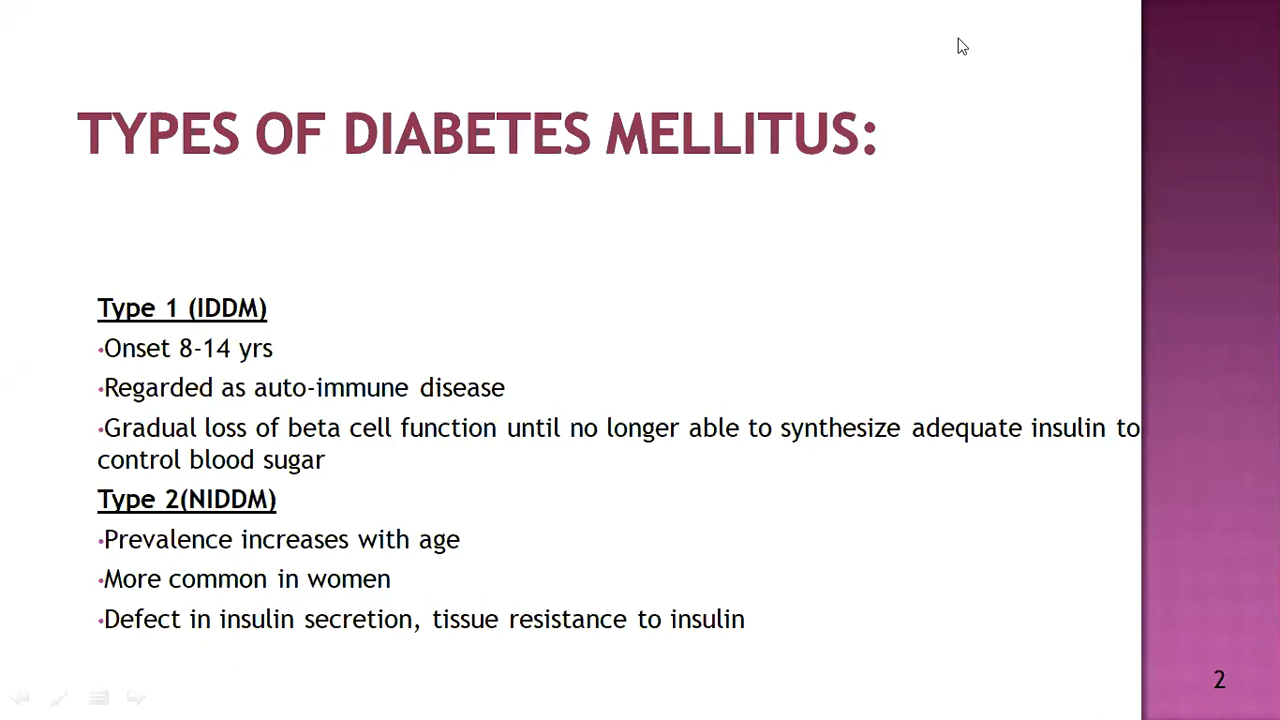 TYPES OF DIABETES MELLITUS:
Type 1 (IDDM)
•Onset 8-14 yrs
•Regarded as auto-immune disease
•Gradual loss of beta cell function until no longer able to synthesize adequate insulin to
control blood sugar
Type 2(NIDDM)
•Prevalence increases with age
•More common in women
•Defect in insulin secretion, tissue resistance to insulin
2